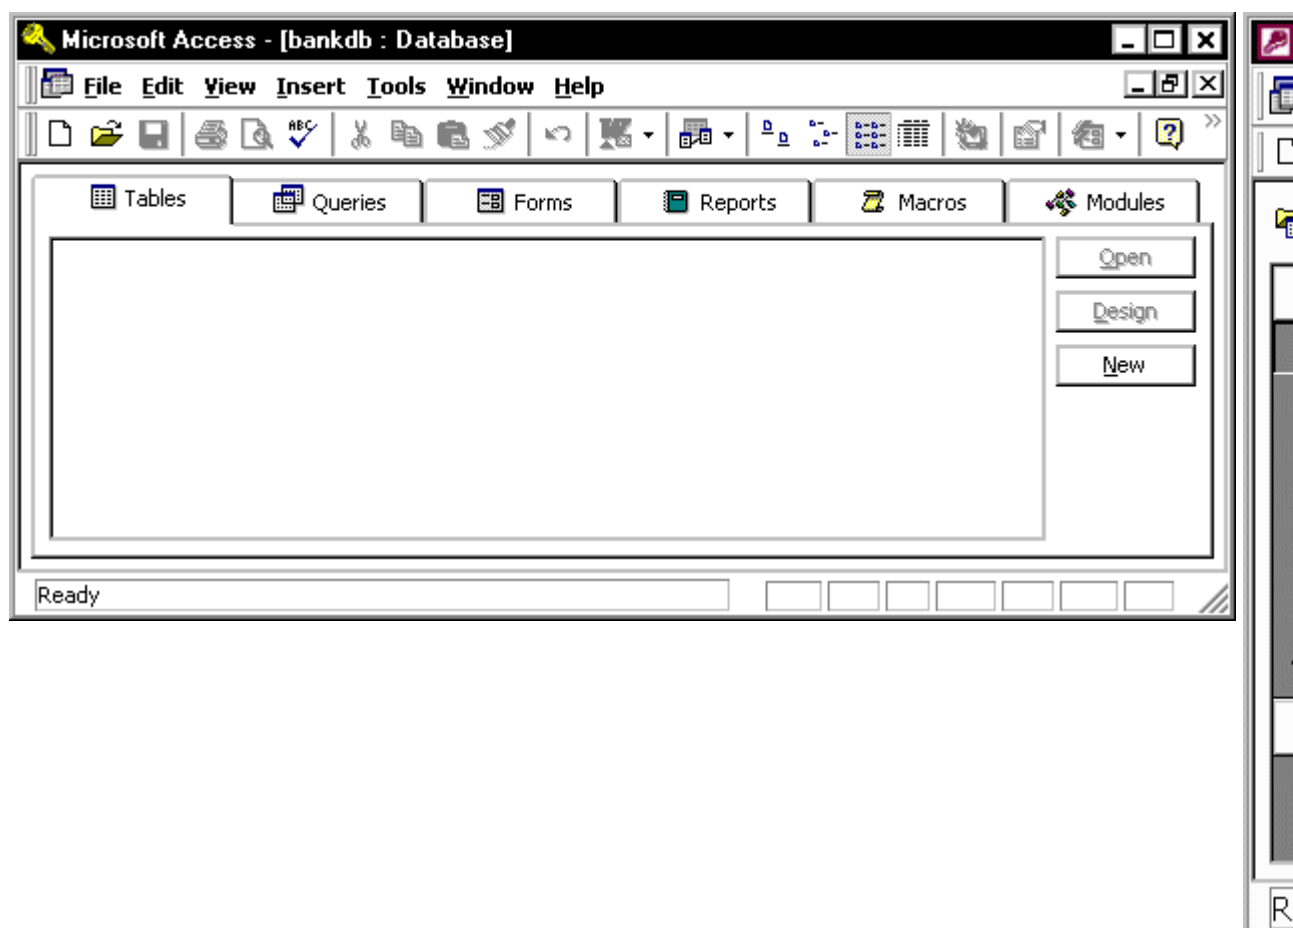 Microsoft Access - [bankdb : Database]
File Edit View Insert Tools Window Help
ABC
Tables Queries Forms Reports Macros Modules
Open
Design
New
Ready
R